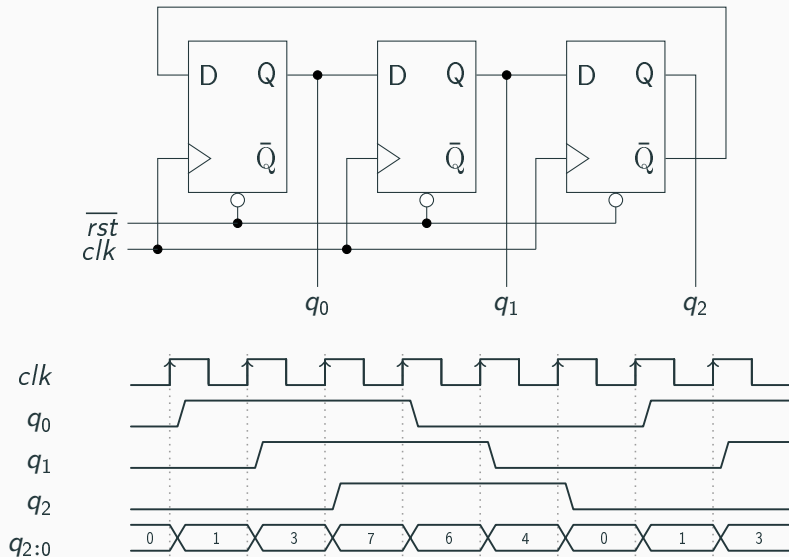 D Q D Q D Q
Q̄ Q̄ Q̄
r̅s̅t̅
clk
q₀ q₁ q₂
clk
q₀
q₁
q₂
q₂:₀ 0 1 3 7 6 4 0 1 3